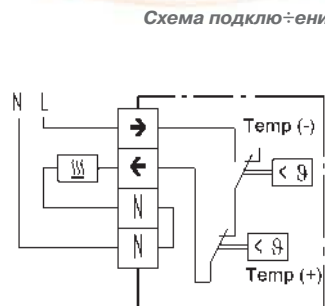 Схема подклю÷ени
N L
Temp (-)
< ϑ
N
N
< ϑ
Temp (+)